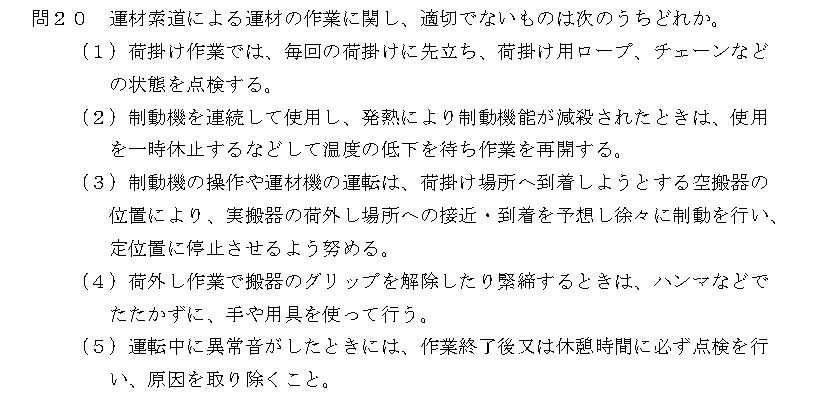 問２０　運材索道による運材の作業に関し、適切でないものは次のうちどれか。
（１）荷掛け作業では、毎回の荷掛けに先立ち、荷掛け用ロープ、チェーンなど
の状態を点検する。
（２）制動機を連続して使用し、発熱により制動機能が減殺されたときは、使用
を一時休止するなどして温度の低下を待ち作業を再開する。
（３）制動機の操作や運材機の運転は、荷掛け場所へ到着しようとする空搬器の
位置により、実搬器の荷外し場所への接近・到着を予想し徐々に制動を行い、
定位置に停止させるよう努める。
（４）荷外し作業で搬器のグリップを解除したり緊締するときは、ハンマなどで
たたかずに、手や用具を使って行う。
（５）運転中に異常音がしたときには、作業終了後又は休憩時間に必ず点検を行
い、原因を取り除くこと。